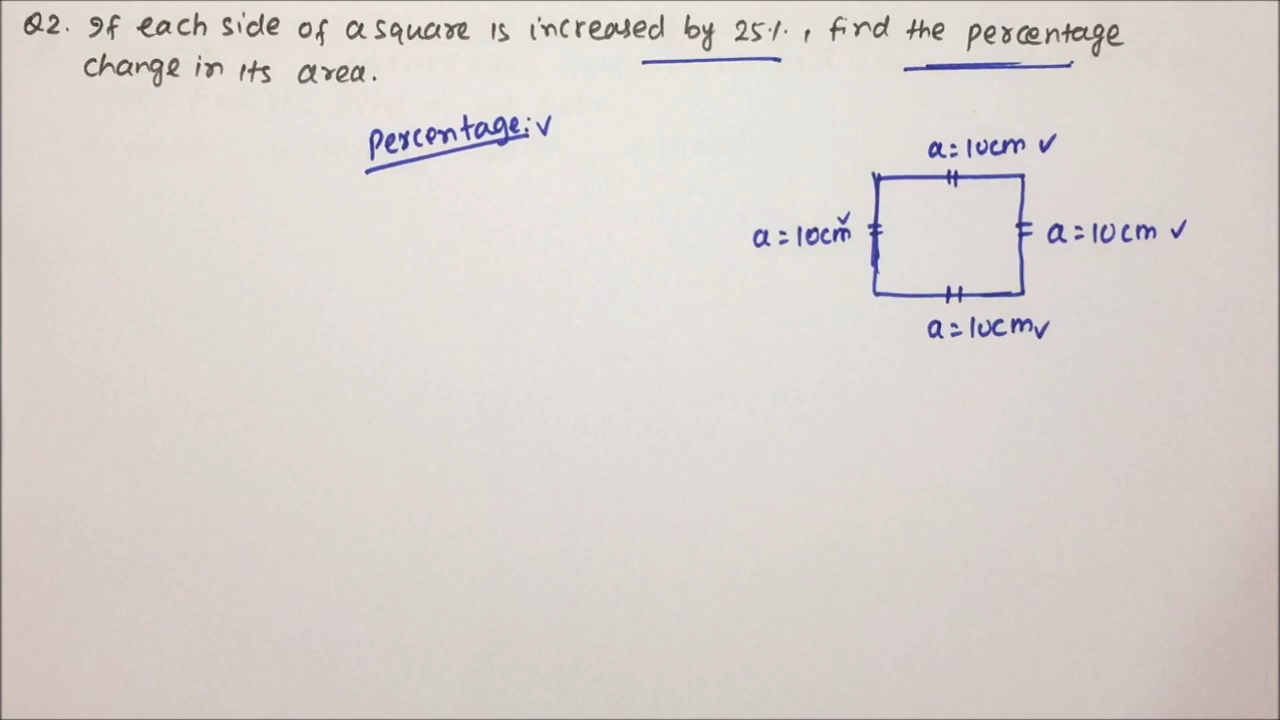 Q2. If each side of a square is increased by 25%, find the percentage
change in its area.
Percentage:
a=10cm
a=10cm
a=10cm
a=10cm